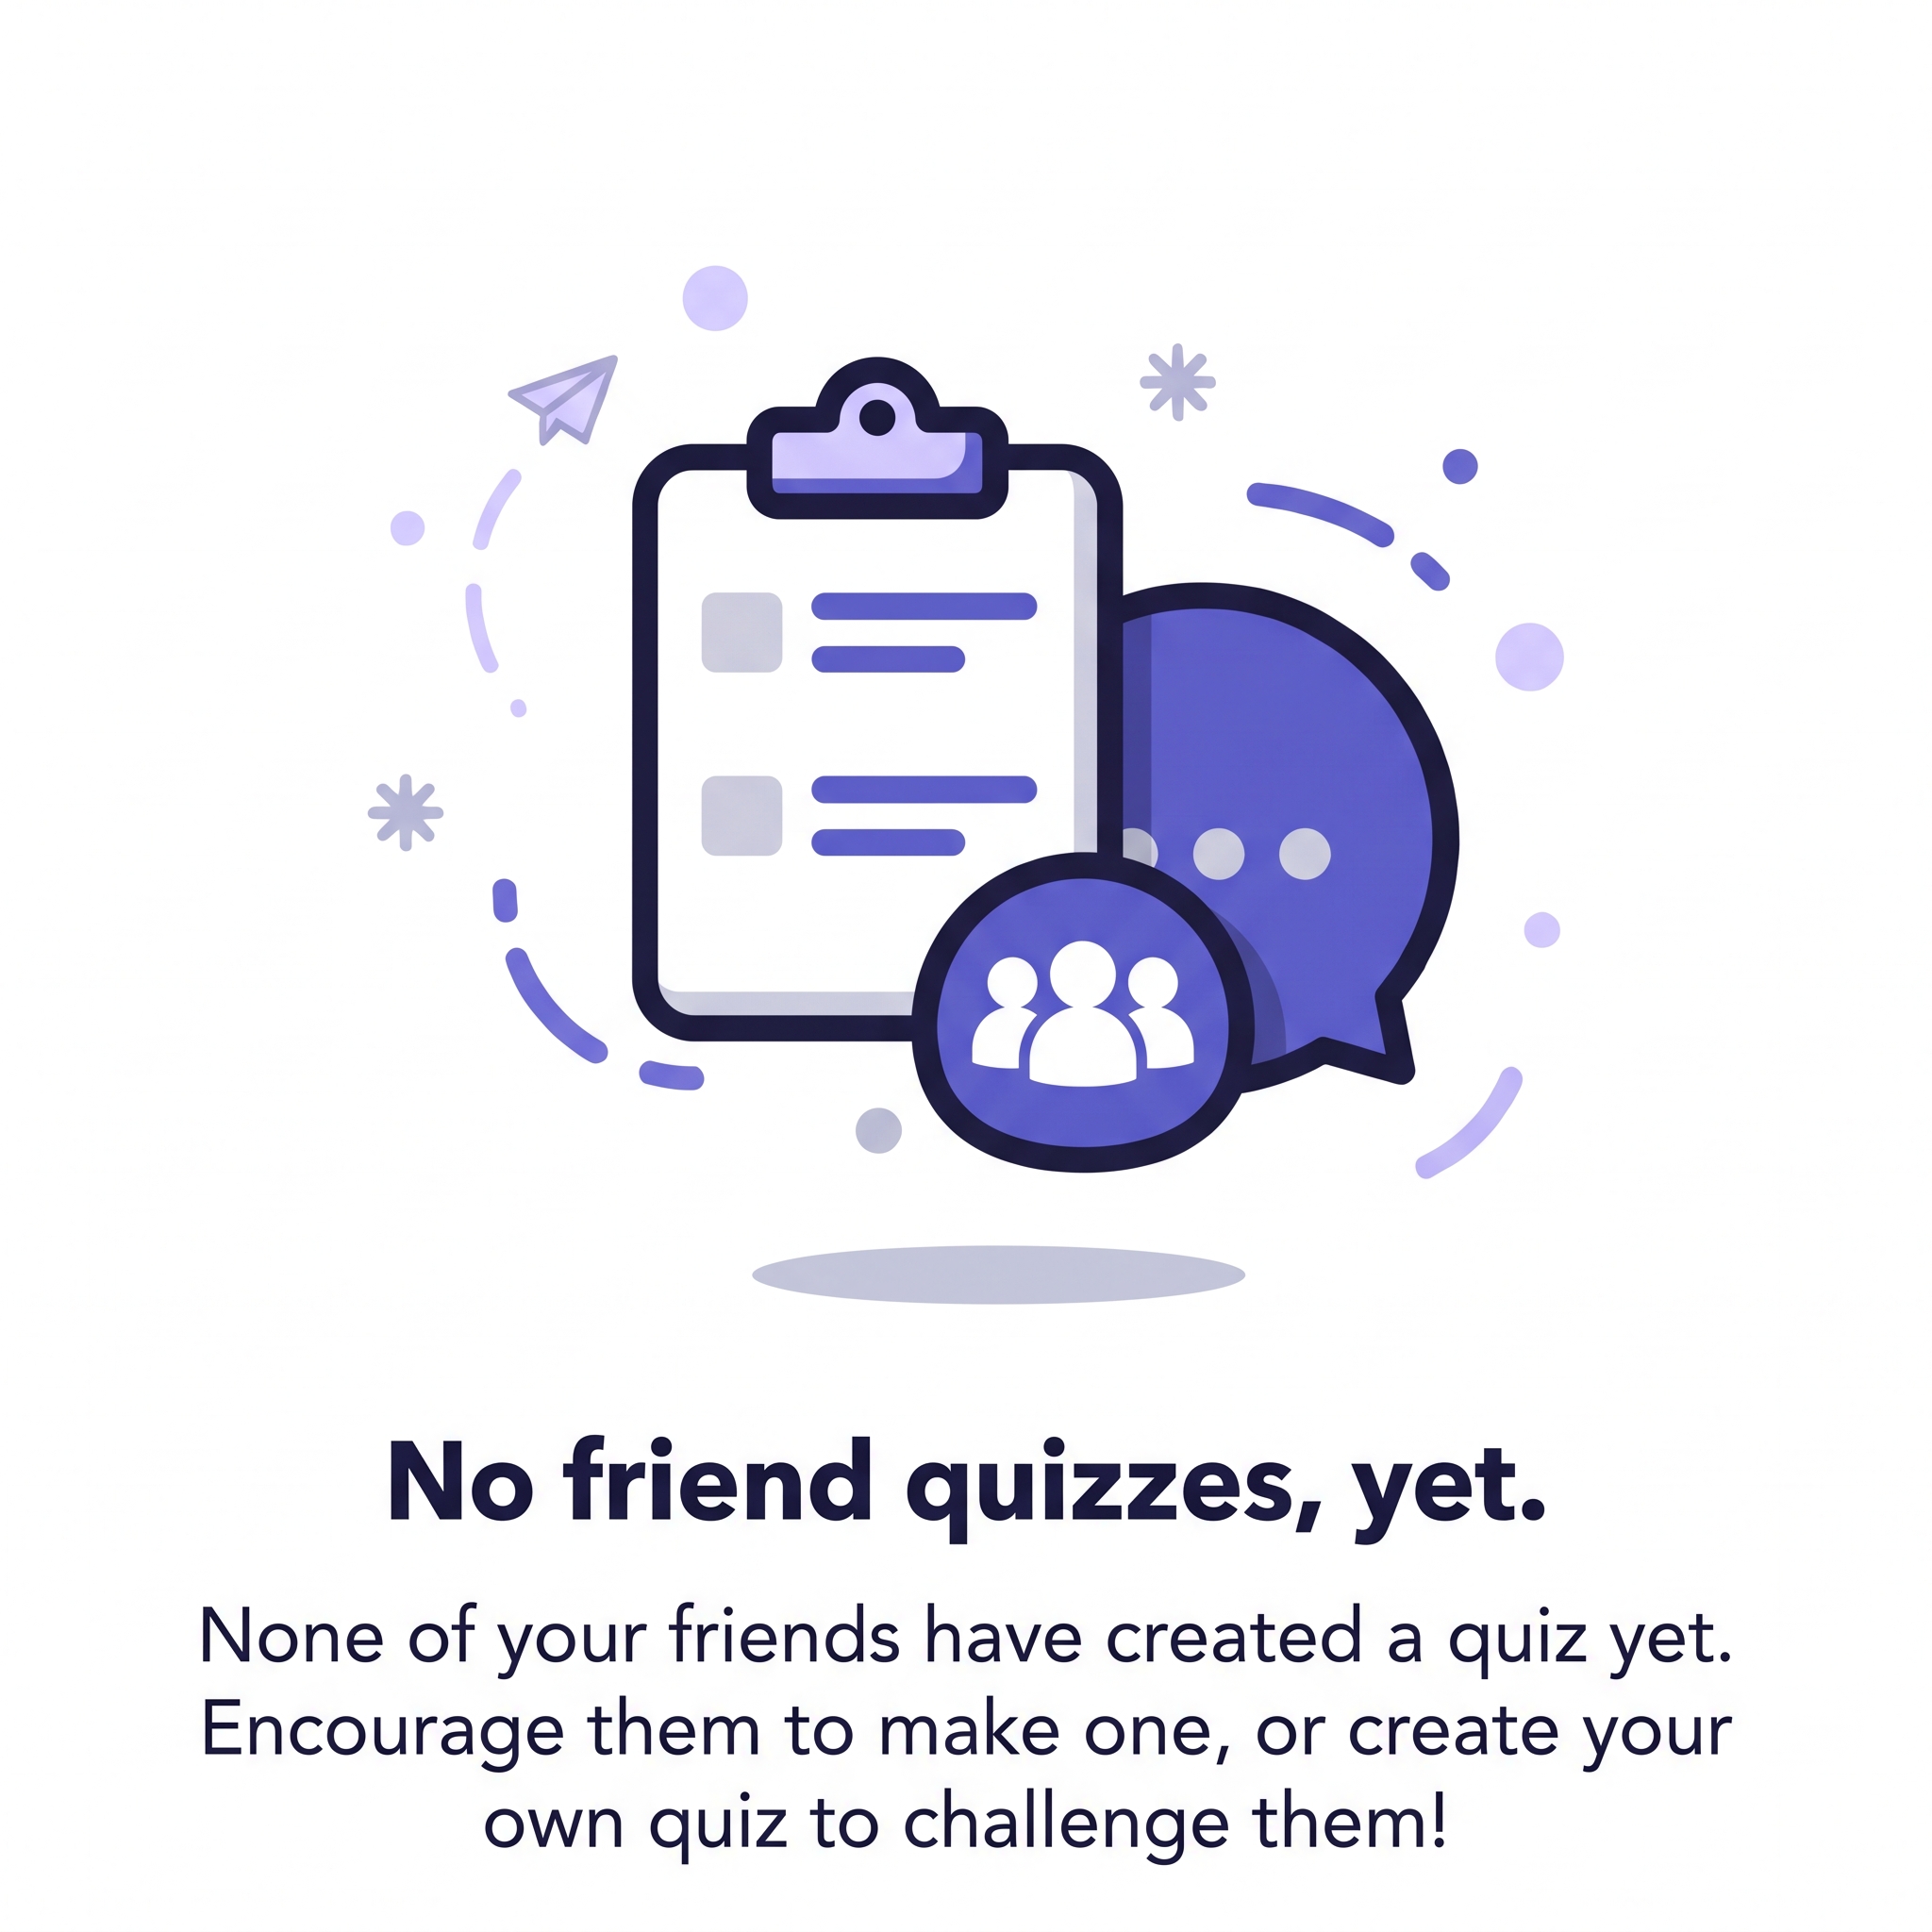 No friend quizzes, yet.
None of your friends have created a quiz yet.
Encourage them to make one, or create your
own quiz to challenge them!